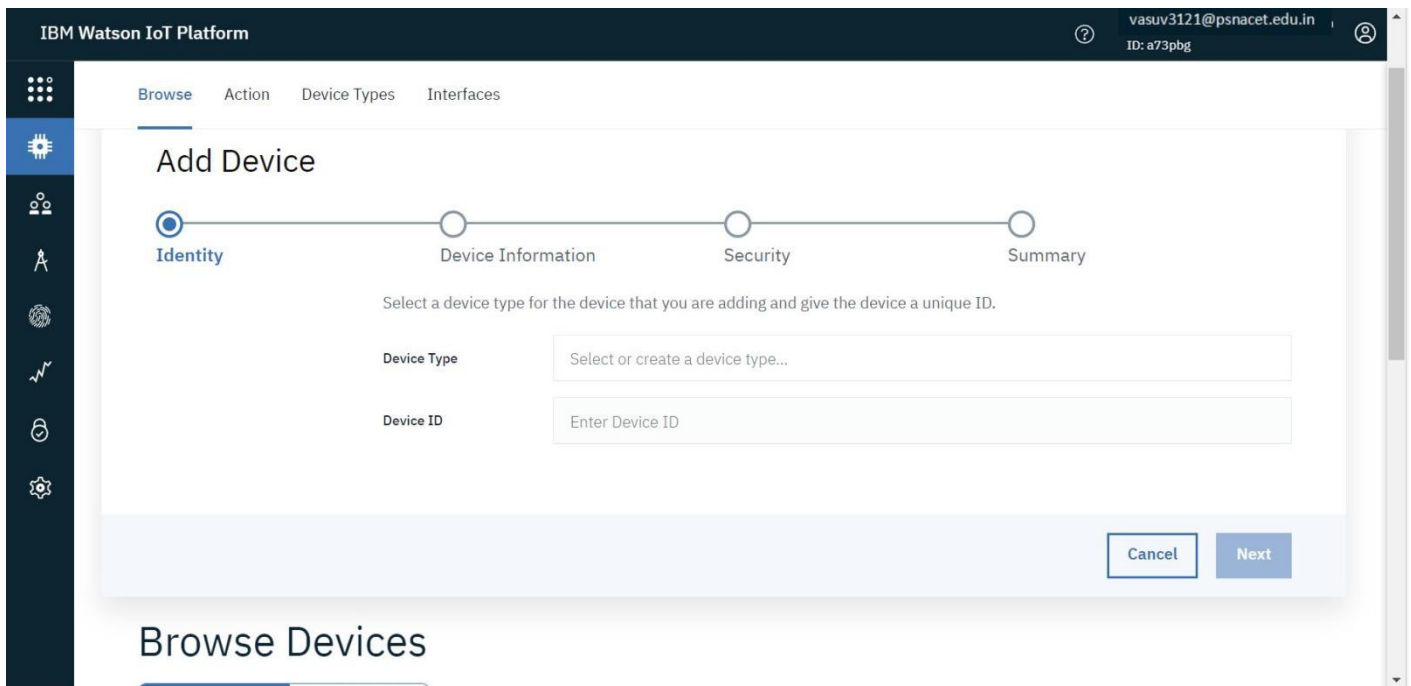 IBM Watson IoT Platform
vasuv3121@psnacet.edu.in
ID: a73pbg
Browse Action Device Types Interfaces
Add Device
Identity Device Information Security Summary
Select a device type for the device that you are adding and give the device a unique ID.
Device Type Select or create a device type...
Device ID Enter Device ID
Cancel Next
Browse Devices